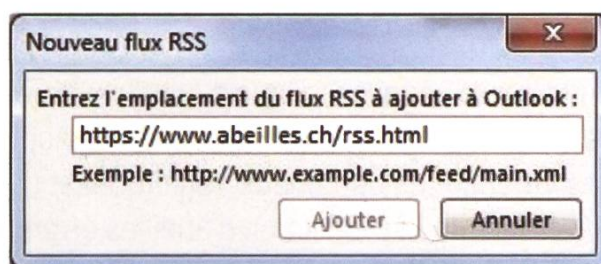 Nouveau flux RSS
Entrez l'emplacement du flux RSS à ajouter à Outlook :
https://www.abeilles.ch/rss.html
Exemple : http://www.example.com/feed/main.xml
Ajouter Annuler